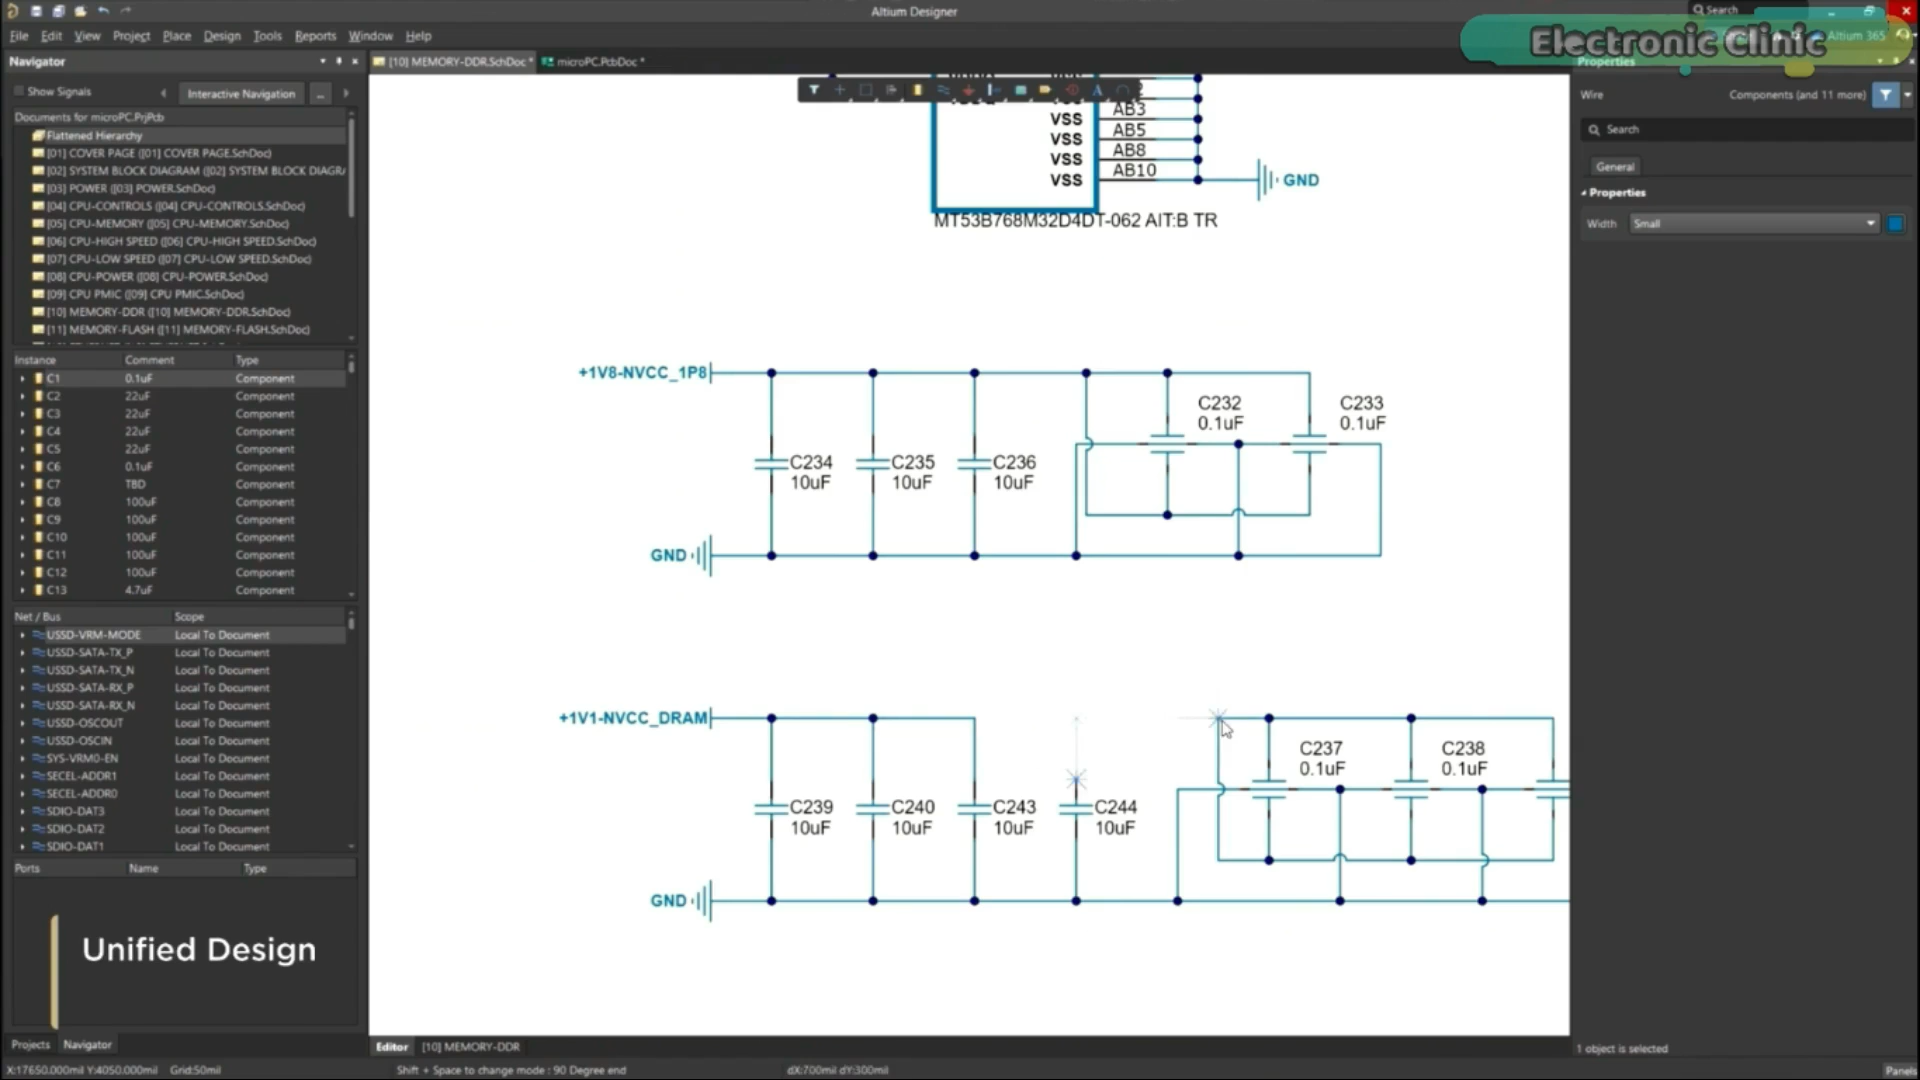 Altium Designer
Search
File Edit View Project Place Design Tools Reports Window Help
Electronic Clinic
Altium 365
Navigator
[10] MEMORY-DDR.SchDoc *
microPC.PcbDoc *
Properties
Show Signals
Interactive Navigation
...
Wire
Components (and 11 more)
Documents for microPC.PrjPcb
Search
Flattened Hierarchy
[01] COVER PAGE ([01] COVER PAGE.SchDoc)
General
[02] SYSTEM BLOCK DIAGRAM ([02] SYSTEM BLOCK DIAGRA
[03] POWER ([03] POWER.SchDoc)
Properties
[04] CPU-CONTROLS ([04] CPU-CONTROLS.SchDoc)
[05] CPU-MEMORY ([05] CPU-MEMORY.SchDoc)
Width
Small
[06] CPU-HIGH SPEED ([06] CPU-HIGH SPEED.SchDoc)
[07] CPU-LOW SPEED ([07] CPU-LOW SPEED.SchDoc)
[08] CPU-POWER ([08] CPU-POWER.SchDoc)
[09] CPU PMIC ([09] CPU PMIC.SchDoc)
[10] MEMORY-DDR ([10] MEMORY-DDR.SchDoc)
[11] MEMORY-FLASH ([11] MEMORY-FLASH.SchDoc)
Instance Comment Type
C1 0.1uF Component
C2 22uF Component
C3 22uF Component
C4 22uF Component
C5 22uF Component
C6 0.1uF Component
C7 TBD Component
C8 100uF Component
C9 100uF Component
C10 100uF Component
C11 100uF Component
C12 100uF Component
C13 4.7uF Component
Net / Bus Scope
USSD-VRM-MODE Local To Document
USSD-SATA-TX_P Local To Document
USSD-SATA-TX_N Local To Document
USSD-SATA-RX_P Local To Document
USSD-SATA-RX_N Local To Document
USSD-OSCOUT Local To Document
USSD-OSCIN Local To Document
SYS-VRM0-EN Local To Document
SECEL-ADDR1 Local To Document
SECEL-ADDR0 Local To Document
SDIO-DAT3 Local To Document
SDIO-DAT2 Local To Document
SDIO-DAT1 Local To Document
Ports Name Type
Unified Design
Projects Navigator
AB3
VSS
AB5
VSS
AB8
VSS
AB10
VSS
GND
MT53B768M32D4DT-062 AIT:B TR
+1V8-NVCC_1P8
C232
0.1uF
C233
0.1uF
C234
10uF
C235
10uF
C236
10uF
GND
+1V1-NVCC_DRAM
C237
0.1uF
C238
0.1uF
C239
10uF
C240
10uF
C243
10uF
C244
10uF
GND
Editor
[10] MEMORY-DDR
1 object is selected
X:17650.000mil Y:4050.000mil Grid:50mil
Shift + Space to change mode : 90 Degree end
dX:700mil dY:300mil
Panels